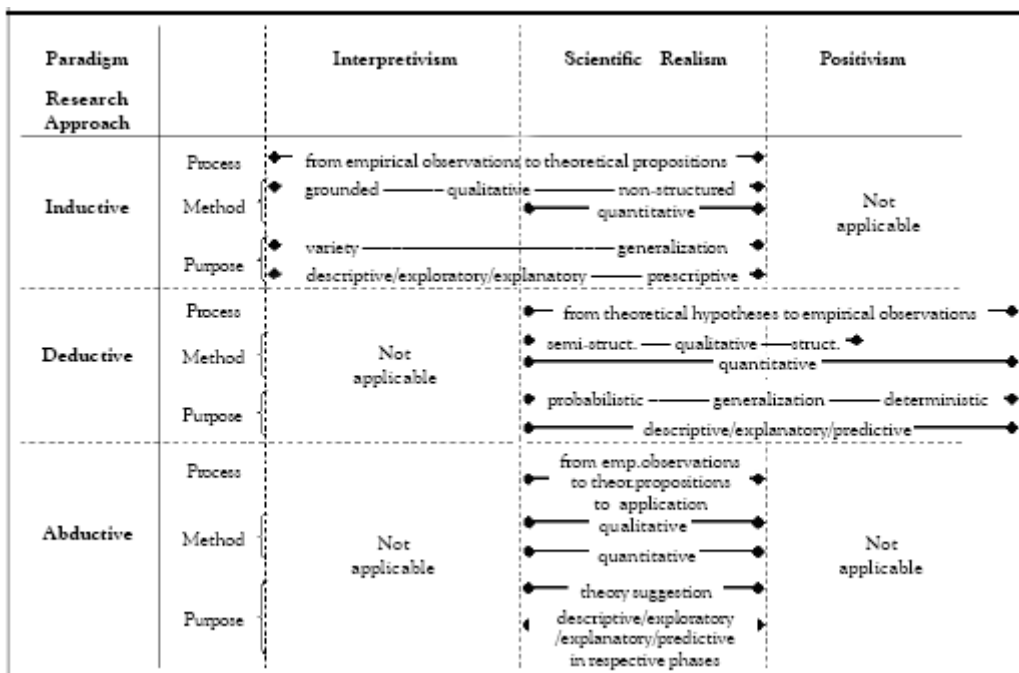 Paradigm Interpretivism Scientific Realism Positivism
Research
Approach
Process from empirical observations to theoretical propositions
grounded qualitative non-structured
Inductive Method quantitative Not
applicable
variety generalization
Purpose descriptive/exploratory/explanatory prescriptive
Process from theoretical hypotheses to empirical observations
semi-struct. qualitative struct.
Deductive Method Not quantitative
applicable
Purpose probabilistic generalization deterministic
descriptive/explanatory/predictive
Process from emp.observations
to theor.propositions
to application
Abductive qualitative
Method Not quantitative Not
applicable applicable
theory suggestion
Purpose descriptive/exploratory
/explanatory/predictive
in respective phases